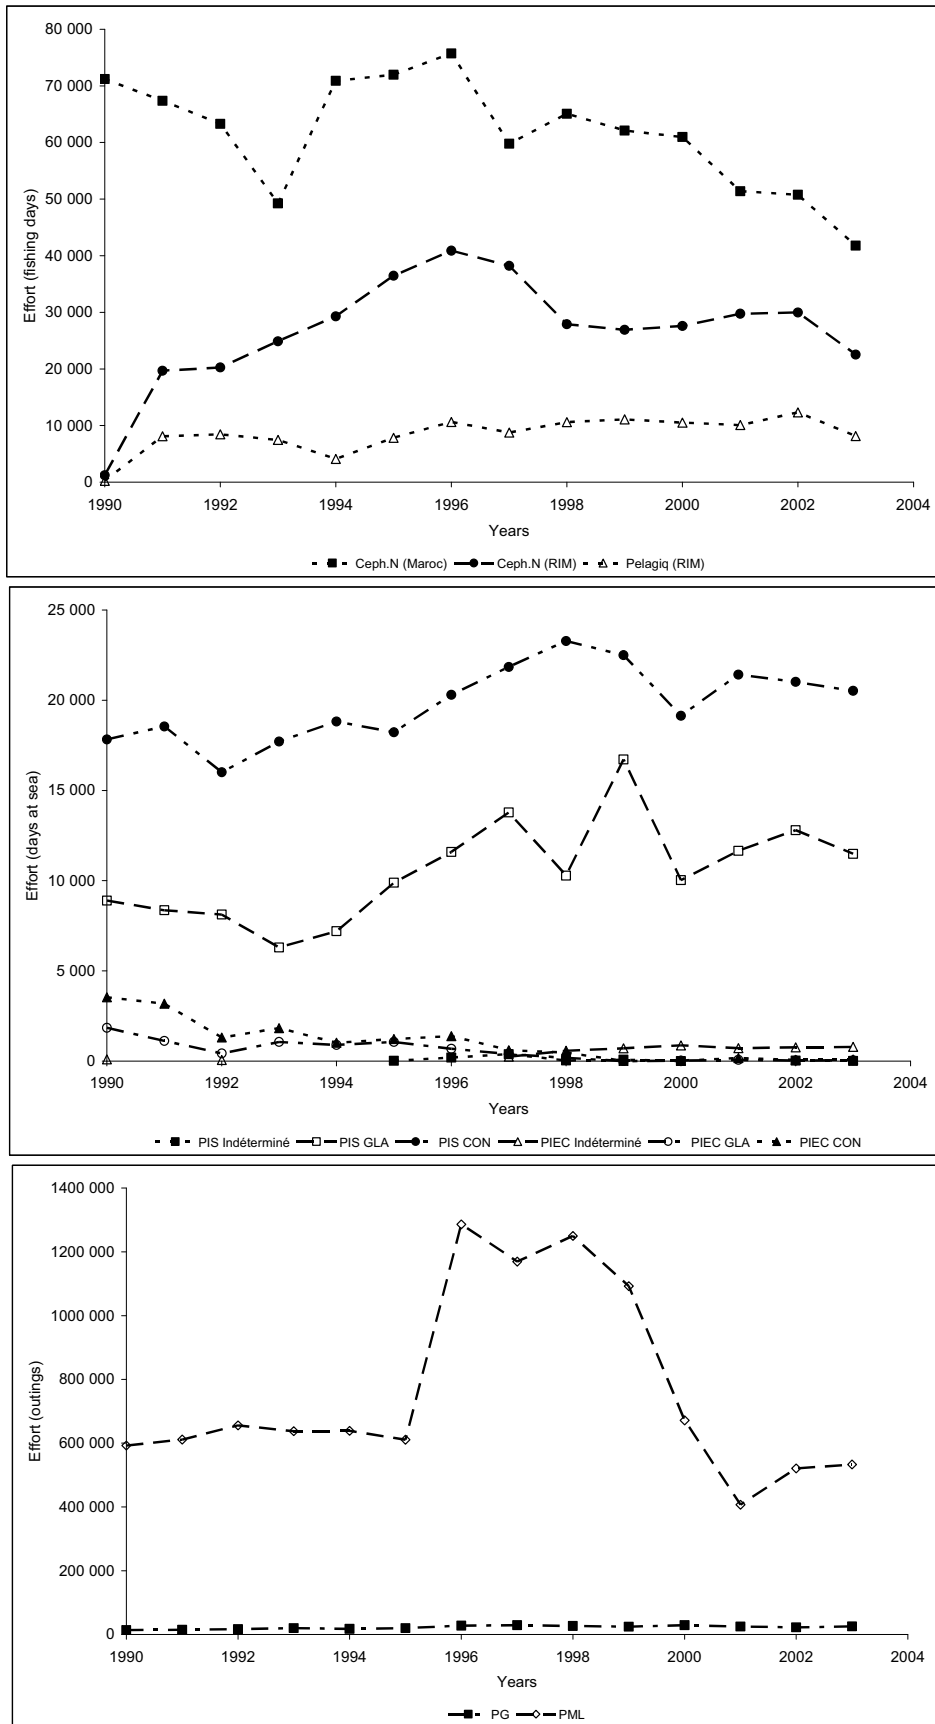 80 000
70 000
60 000
50 000
40 000
30 000
20 000
10 000
0
Effort (fishing days)
1990 1992 1994 1996 1998 2000 2002 2004
Years
Ceph.N (Maroc) Ceph.N (RIM) Pelagiq (RIM)
25 000
20 000
15 000
10 000
5 000
0
Effort (days at sea)
1990 1992 1994 1996 1998 2000 2002 2004
Years
PIS Indéterminé PIS GLA PIS CON PIEC Indéterminé PIEC GLA PIEC CON
1400 000
1200 000
1000 000
800 000
600 000
400 000
200 000
0
Effort (outings)
1990 1992 1994 1996 1998 2000 2002 2004
Years
PG PML